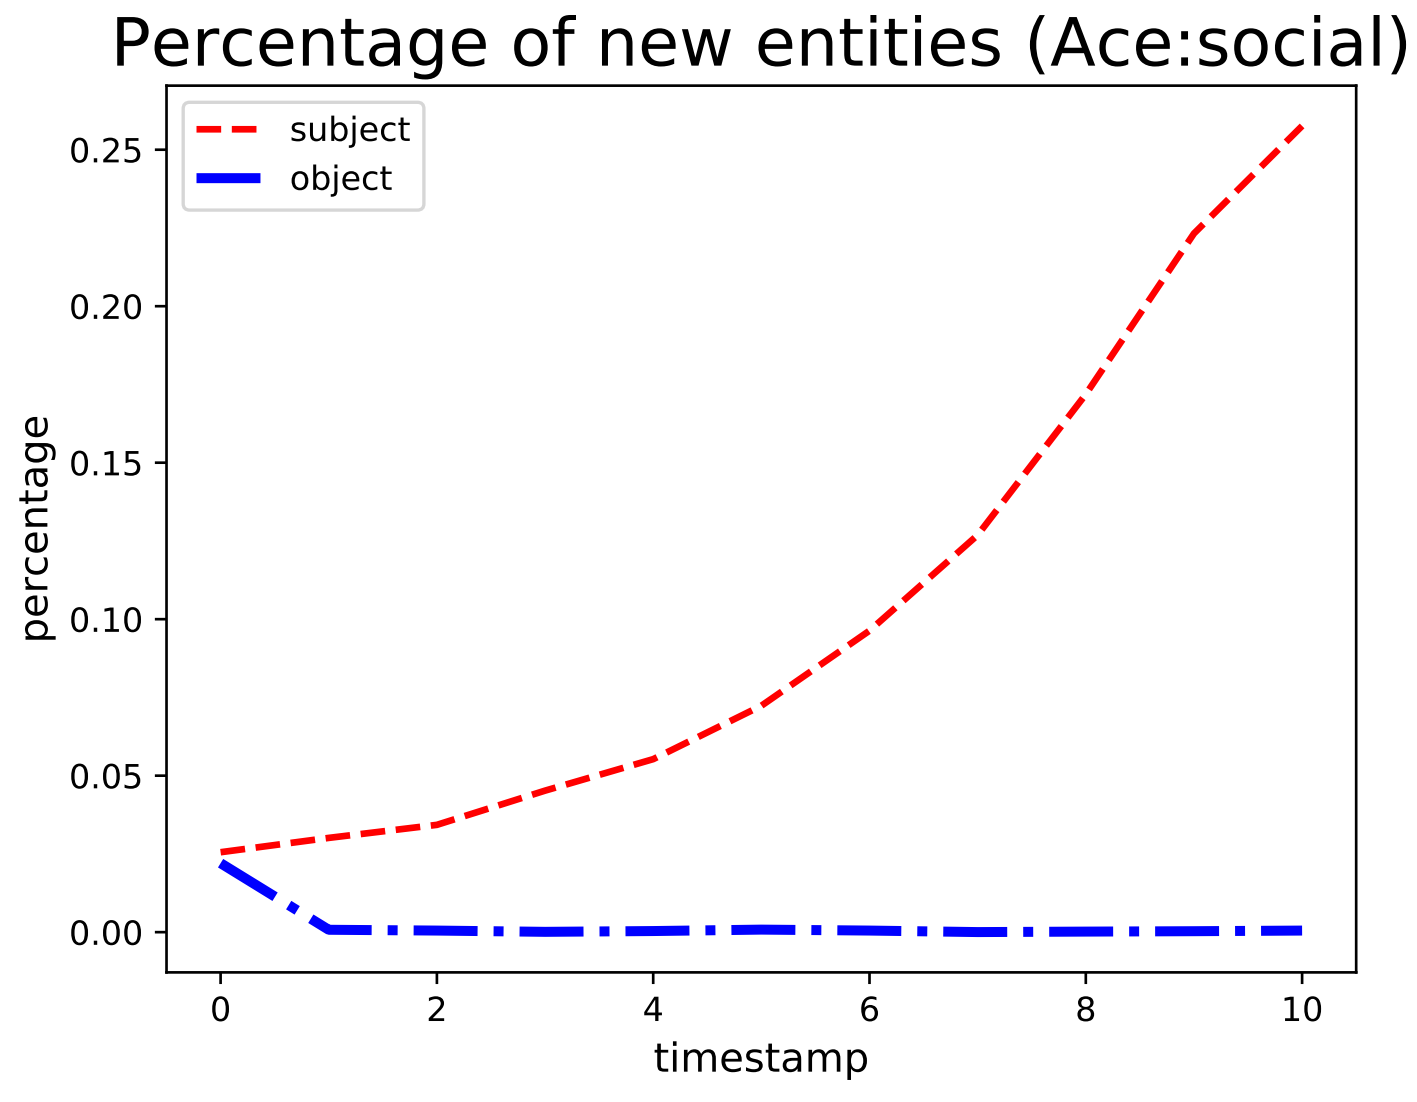 Percentage of new entities (Ace:social)
subject
object
percentage
0.25
0.20
0.15
0.10
0.05
0.00
0 2 4 6 8 10
timestamp